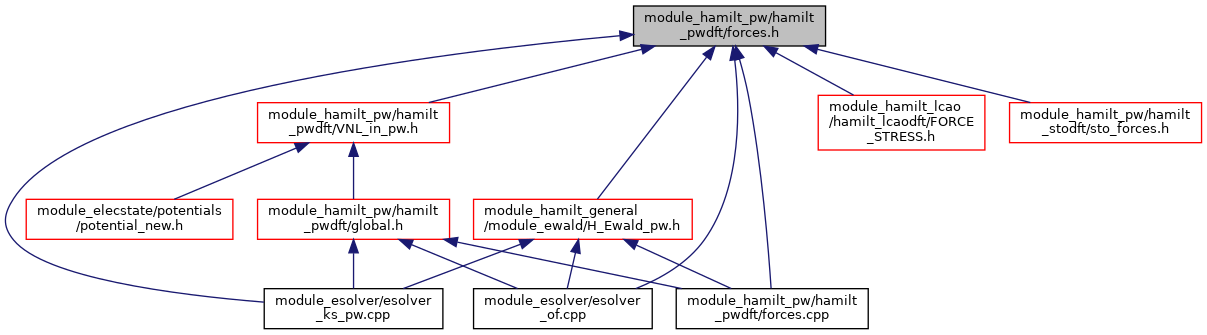 module_hamilt_pw/hamilt
_pwdft/forces.h
module_hamilt_pw/hamilt
_pwdft/VNL_in_pw.h
module_hamilt_lcao
/hamilt_lcaodft/FORCE
_STRESS.h
module_hamilt_pw/hamilt
_stodft/sto_forces.h
module_elecstate/potentials
/potential_new.h
module_hamilt_pw/hamilt
_pwdft/global.h
module_hamilt_general
/module_ewald/H_Ewald_pw.h
module_esolver/esolver
_ks_pw.cpp
module_esolver/esolver
_of.cpp
module_hamilt_pw/hamilt
_pwdft/forces.cpp